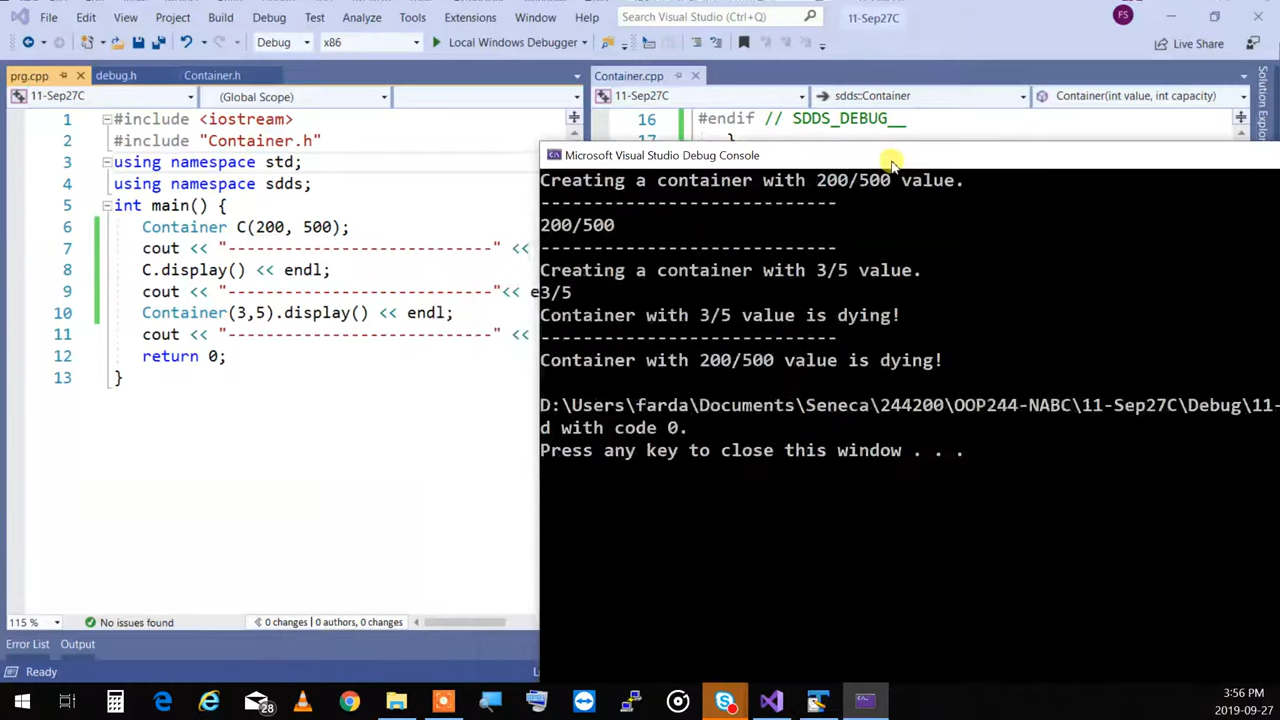 File Edit View Project Build Debug Test Analyze Tools Extensions Window Help Search Visual Studio (Ctrl+Q) 11-Sep27C FS
Debug x86 Local Windows Debugger Live Share
prg.cpp debug.h Container.h
11-Sep27C (Global Scope)
1 #include <iostream>
2 #include "Container.h"
3 using namespace std;
4 using namespace sdds;
5 int main() {
6 Container C(200, 500);
7 cout << "----------------------------" <<
8 C.display() << endl;
9 cout << "----------------------------"<< e
10 Container(3,5).display() << endl;
11 cout << "----------------------------" <<
12 return 0;
13 }
115 % No issues found 0 changes | 0 authors, 0 changes
Container.cpp
11-Sep27C sdds::Container Container(int value, int capacity)
16 #endif // SDDS_DEBUG__
17 }
Solution Explor
Microsoft Visual Studio Debug Console
Creating a container with 200/500 value.
----------------------------
200/500
----------------------------
Creating a container with 3/5 value.
3/5
Container with 3/5 value is dying!
----------------------------
Container with 200/500 value is dying!
D:\Users\farda\Documents\Seneca\244200\OOP244-NABC\11-Sep27C\Debug\11-
d with code 0.
Press any key to close this window . . .
Error List Output
Ready
28
3:56 PM
2019-09-27